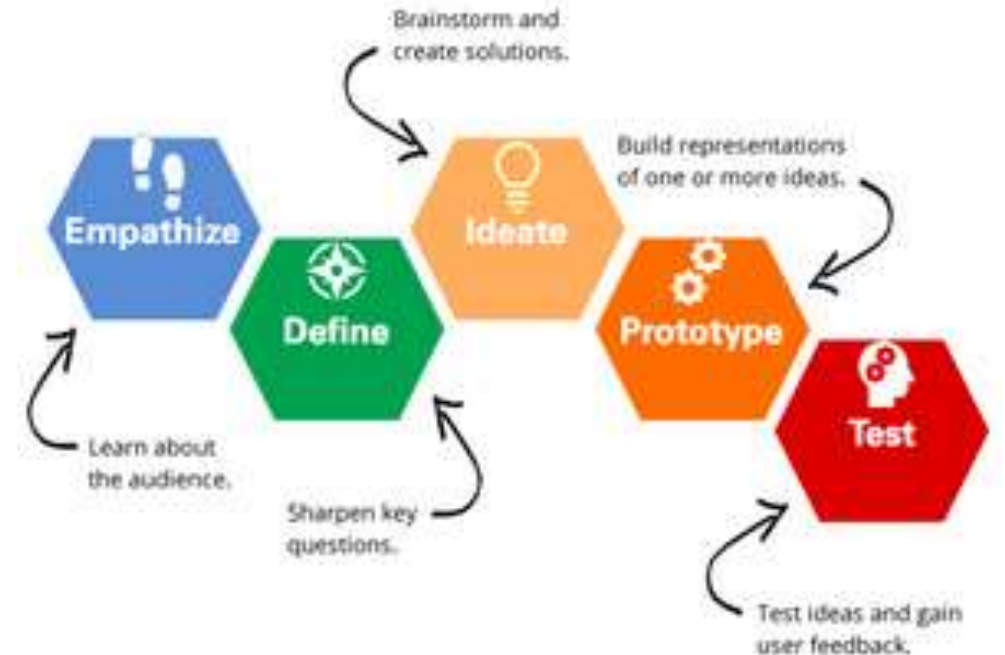 Brainstorm and
create solutions.
Empathize
Ideate
Build representations
of one or more ideas.
Define
Prototype
Test
Learn about
the audience.
Sharpen key
questions.
Test ideas and gain
user feedback.